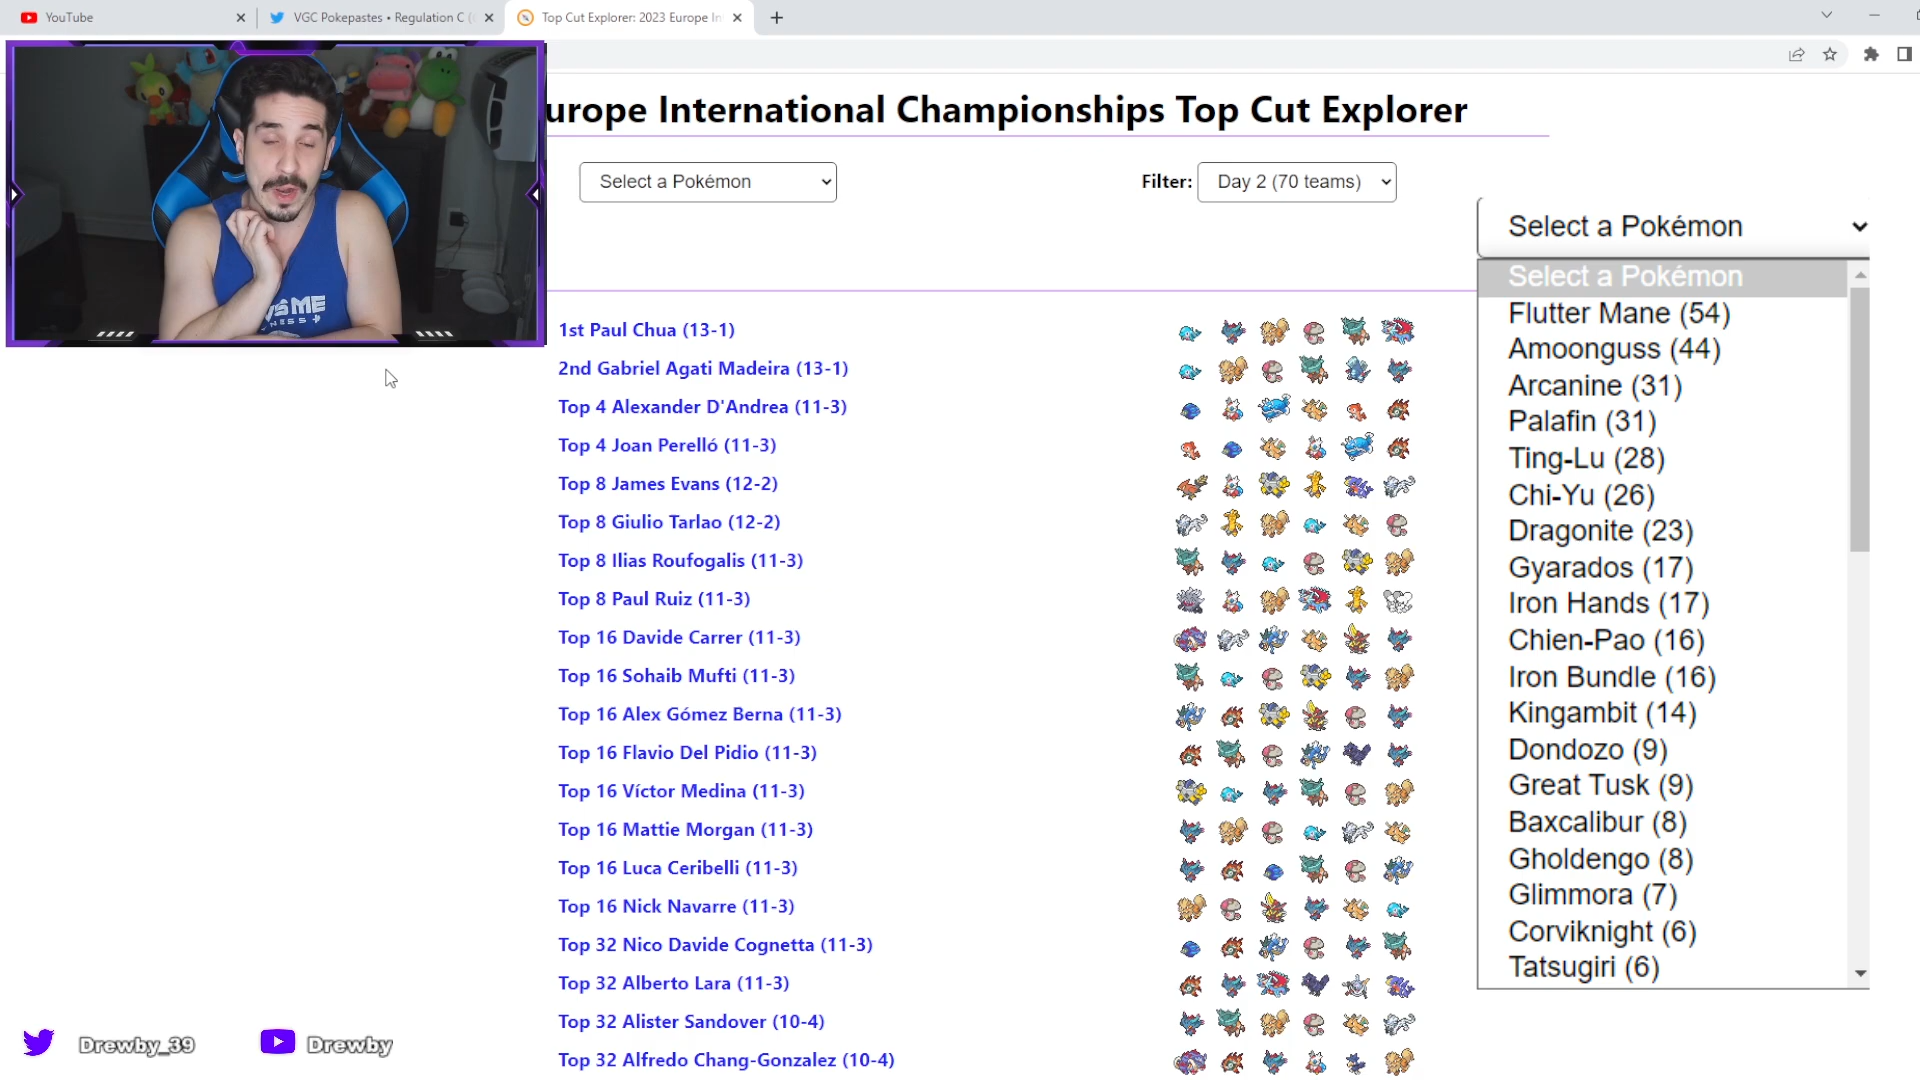 YouTube
VGC Pokepastes • Regulation C (
Top Cut Explorer: 2023 Europe In
urope International Championships Top Cut Explorer
Select a Pokémon
Filter: Day 2 (70 teams)
1st Paul Chua (13-1)
2nd Gabriel Agati Madeira (13-1)
Top 4 Alexander D'Andrea (11-3)
Top 4 Joan Perelló (11-3)
Top 8 James Evans (12-2)
Top 8 Giulio Tarlao (12-2)
Top 8 Ilias Roufogalis (11-3)
Top 8 Paul Ruiz (11-3)
Top 16 Davide Carrer (11-3)
Top 16 Sohaib Mufti (11-3)
Top 16 Alex Gómez Berna (11-3)
Top 16 Flavio Del Pidio (11-3)
Top 16 Víctor Medina (11-3)
Top 16 Mattie Morgan (11-3)
Top 16 Luca Ceribelli (11-3)
Top 16 Nick Navarre (11-3)
Top 32 Nico Davide Cognetta (11-3)
Top 32 Alberto Lara (11-3)
Top 32 Alister Sandover (10-4)
Top 32 Alfredo Chang-Gonzalez (10-4)
Select a Pokémon
Select a Pokémon
Flutter Mane (54)
Amoonguss (44)
Arcanine (31)
Palafin (31)
Ting-Lu (28)
Chi-Yu (26)
Dragonite (23)
Gyarados (17)
Iron Hands (17)
Chien-Pao (16)
Iron Bundle (16)
Kingambit (14)
Dondozo (9)
Great Tusk (9)
Baxcalibur (8)
Gholdengo (8)
Glimmora (7)
Corviknight (6)
Tatsugiri (6)
Drewby_39
Drewby